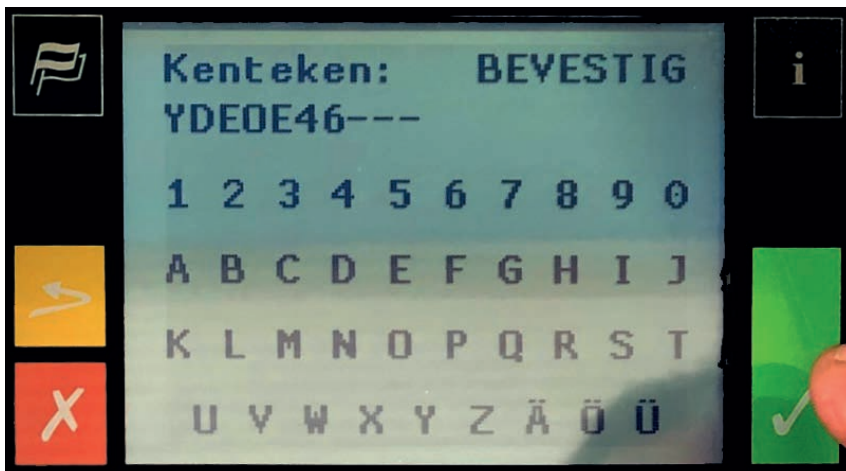 Kenteken: BEVESTIG
YDEOE46---
i
1 2 3 4 5 6 7 8 9 0
A B C D E F G H I J
K L M N O P Q R S T
U V W X Y Z Ä Ö Ü